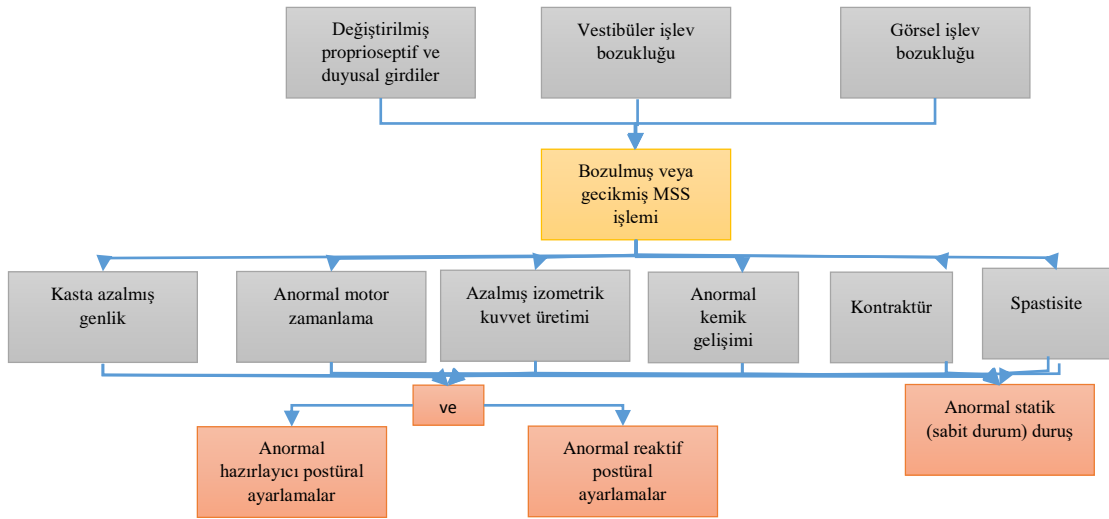 Değiştirilmiş
proprioseptif ve
duyusal girdiler
Vestibüler işlev
bozukluğu
Görsel işlev
bozukluğu
Bozulmuş veya
gecikmiş MSS
işlemi
Kasta azalmış
genlik
Anormal motor
zamanlama
Azalmış izometrik
kuvvet üretimi
Anormal
kemik
gelişimi
Kontraktür
Spastisite
ve
Anormal statik
(sabit durum) duruş
Anormal
hazırlayıcı postüral
ayarlamalar
Anormal reaktif
postüral
ayarlamalar